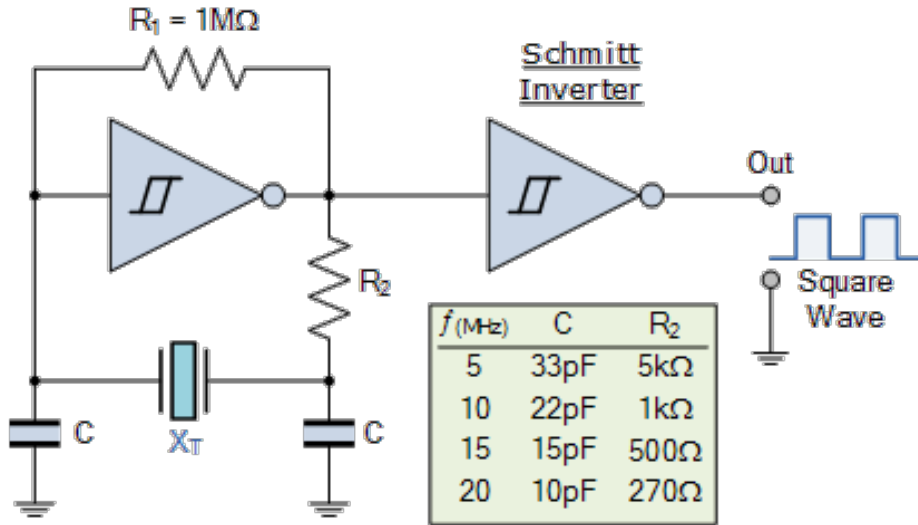 R1 = 1MΩ
Schmitt
Inverter
Out
R2
Square
Wave
C
XT
C
f(MHz) C R2
5 33pF 5kΩ
10 22pF 1kΩ
15 15pF 500Ω
20 10pF 270Ω